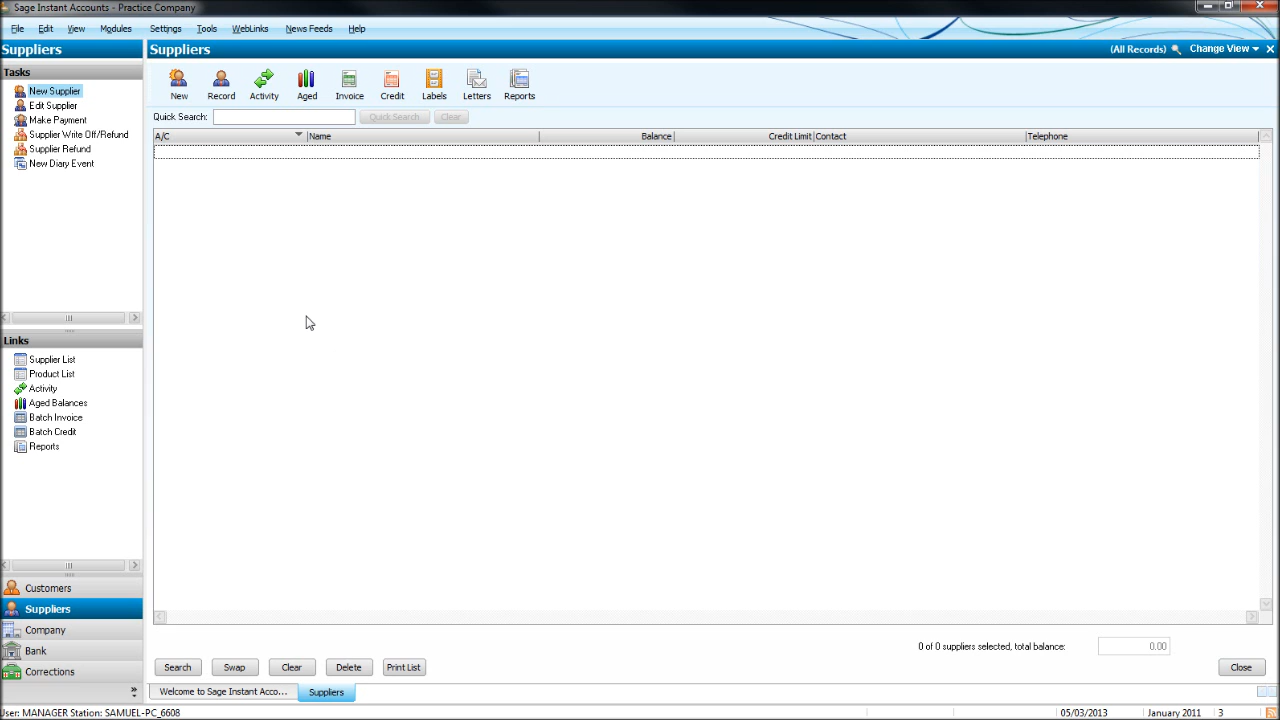 Sage Instant Accounts - Practice Company
File Edit View Modules Settings Tools Tasks WebLinks News Feeds Help
Suppliers
Suppliers
(All Records) Change View
Tasks
New Supplier
Edit Supplier
Make Payment
Supplier Write Off/Refund
Supplier Refund
New Diary Event
New Record Activity Aged Invoice Credit Labels Letters Reports
Quick Search: Quick Search Clear
A/C Name Balance Credit Limit Contact Telephone
Links
Supplier List
Product List
Activity
Aged Balances
Batch Invoice
Batch Credit
Reports
Customers
Suppliers
Company
Bank
Corrections
0 of 0 suppliers selected, total balance: 0.00
Search Swap Clear Delete Print List Close
Welcome to Sage Instant Acco... Suppliers
User: MANAGER Station: SAMUEL-PC_6608 05/03/2013 January 2011 3